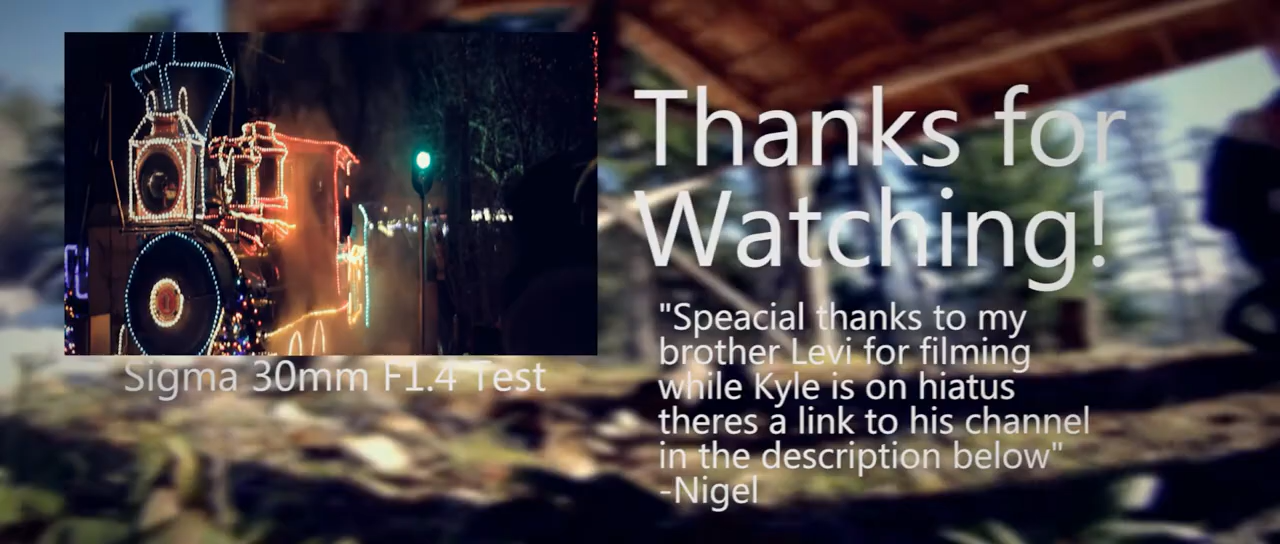 Thanks for
Watching!
"Speacial thanks to my
brother Levi for filming
while Kyle is on hiatus
theres a link to his channel
in the description below"
-Nigel
Sigma 30mm F1.4 Test